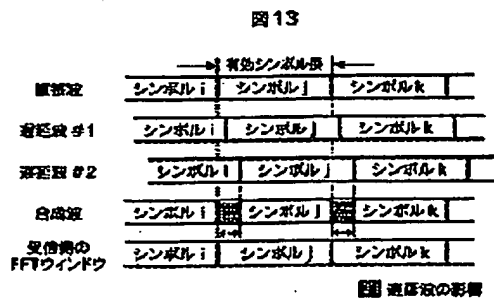 図13
有効シンボル長
直接波 シンボル i シンボル j シンボル k
遅延波 #1 シンボル i シンボル j シンボル k
遅延波 #2 シンボル i シンボル j シンボル k
合成波 シンボル i シンボル j シンボル k
受信側の
FFTウィンドウ シンボル i シンボル j シンボル k
遅延波の影響